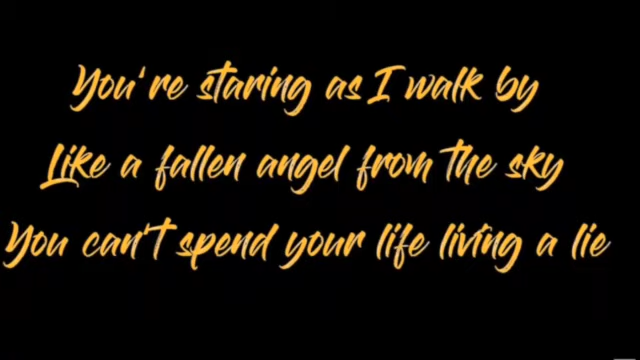 You're staring as I walk by
Like a fallen angel from the sky
You can't spend your life living a lie